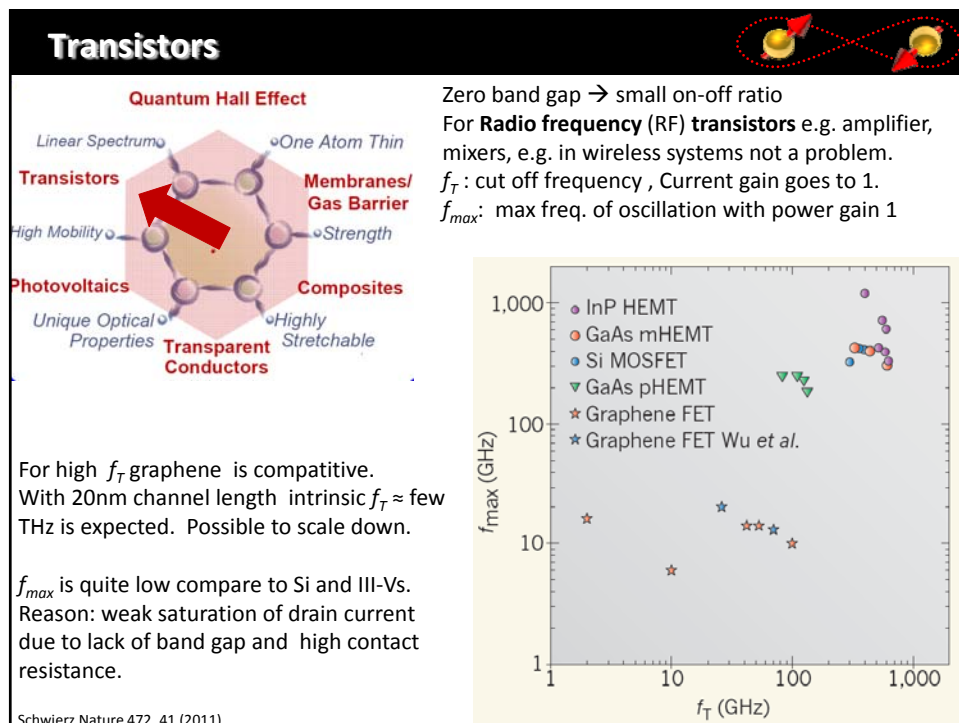 Transistors
Quantum Hall Effect
Linear Spectrum
One Atom Thin
Transistors
Membranes/
Gas Barrier
High Mobility
Strength
Photovoltaics
Composites
Unique Optical
Properties
Highly
Stretchable
Transparent
Conductors
Zero band gap → small on-off ratio
For Radio frequency (RF) transistors e.g. amplifier,
mixers, e.g. in wireless systems not a problem.
fT : cut off frequency , Current gain goes to 1.
fmax: max freq. of oscillation with power gain 1
For high fT graphene is compatitive.
With 20nm channel length intrinsic fT ≈ few
THz is expected. Possible to scale down.
fmax is quite low compare to Si and III-Vs.
Reason: weak saturation of drain current
due to lack of band gap and high contact
resistance.
Schwierz Nature 472, 41 (2011)
1,000
100
10
1
fmax (GHz)
InP HEMT
GaAs mHEMT
Si MOSFET
GaAs pHEMT
Graphene FET
Graphene FET Wu et al.
1 10 100 1,000
fT (GHz)